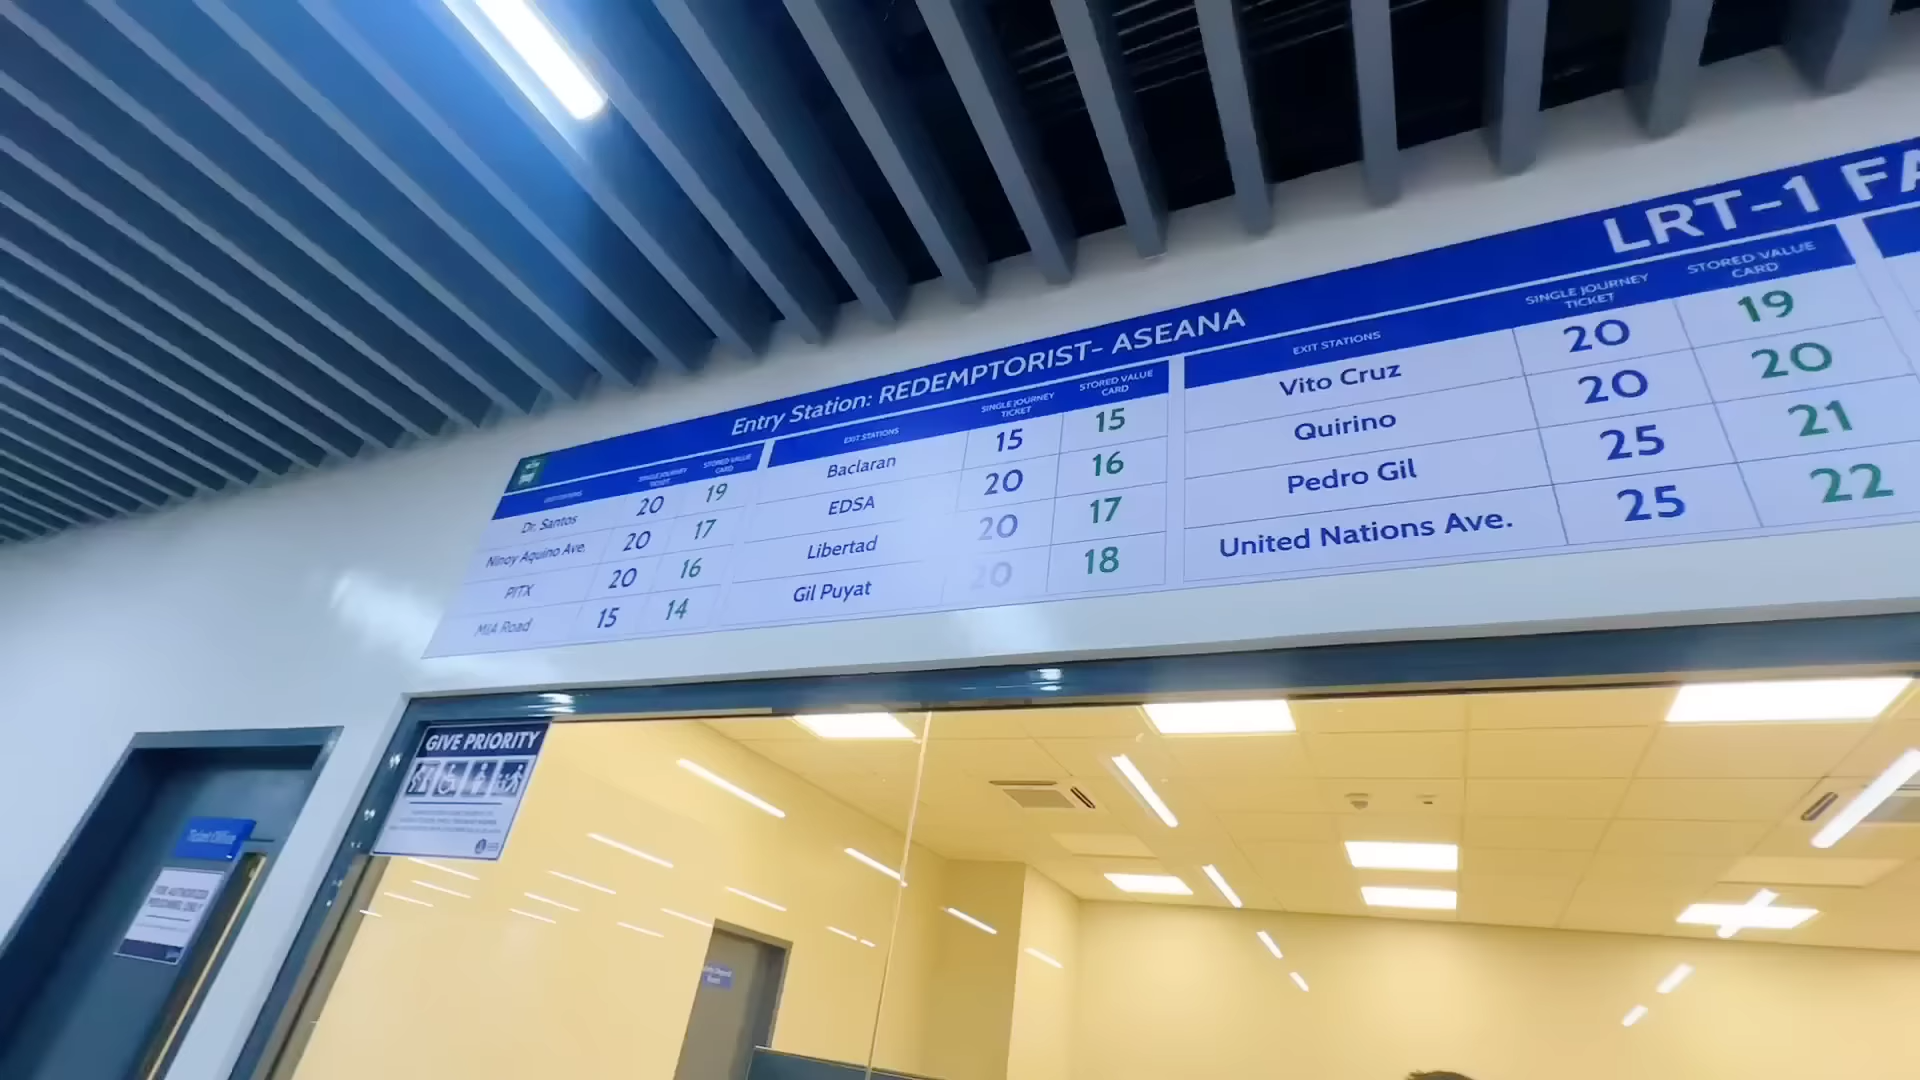 LRT-1 FA
Entry Station: REDEMPTORIST- ASEANA
EXIT STATIONS SINGLE JOURNEY TICKET STORED VALUE CARD
Dr. Santos 20 19
Ninoy Aquino Ave. 20 17
PITX 20 16
MIA Road 15 14
EXIT STATIONS SINGLE JOURNEY TICKET STORED VALUE CARD
Baclaran 15 15
EDSA 20 16
Libertad 20 17
Gil Puyat 20 18
EXIT STATIONS SINGLE JOURNEY TICKET STORED VALUE CARD
Vito Cruz 20 19
Quirino 20 20
Pedro Gil 25 21
United Nations Ave. 25 22
GIVE PRIORITY
Ticket Office
FOR AUTHORIZED
PERSONNEL ONLY